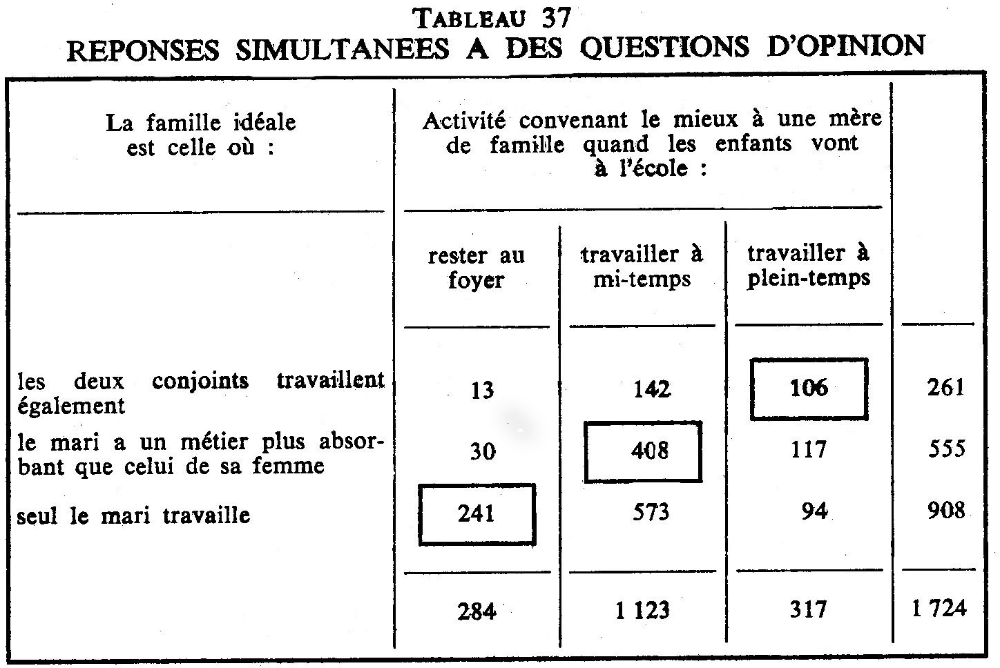 TABLEAU 37
REPONSES SIMULTANEES A DES QUESTIONS D'OPINION
La famille idéale
est celle où :
Activité convenant le mieux à une mère
de famille quand les enfants vont
à l'école :
rester au
foyer
travailler à
mi-temps
travailler à
plein-temps
les deux conjoints travaillent
également
13 142 106 261
le mari a un métier plus absor-
bant que celui de sa femme
30 408 117 555
seul le mari travaille 241 573 94 908
284 1 123 317 1 724